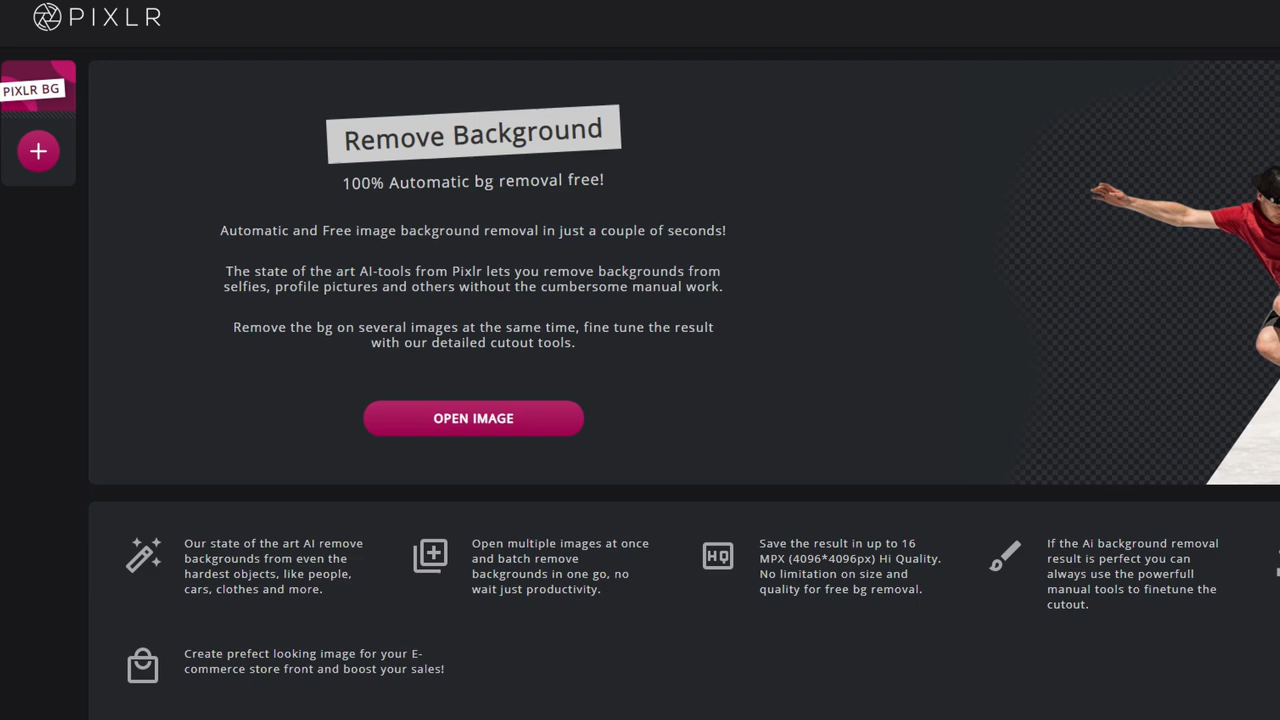 PIXLR
PIXLR BG
Remove Background
100% Automatic bg removal free!
Automatic and Free image background removal in just a couple of seconds!
The state of the art AI-tools from Pixlr lets you remove backgrounds from
selfies, profile pictures and others without the cumbersome manual work.
Remove the bg on several images at the same time, fine tune the result
with our detailed cutout tools.
OPEN IMAGE
Our state of the art AI remove
backgrounds from even the
hardest objects, like people,
cars, clothes and more.
Open multiple images at once
and batch remove
backgrounds in one go, no
wait just productivity.
HQ
Save the result in up to 16
MPX (4096*4096px) Hi Quality.
No limitation on size and
quality for free bg removal.
If the Ai background removal
result is perfect you can
always use the powerfull
manual tools to finetune the
cutout.
Create prefect looking image for your E-
commerce store front and boost your sales!